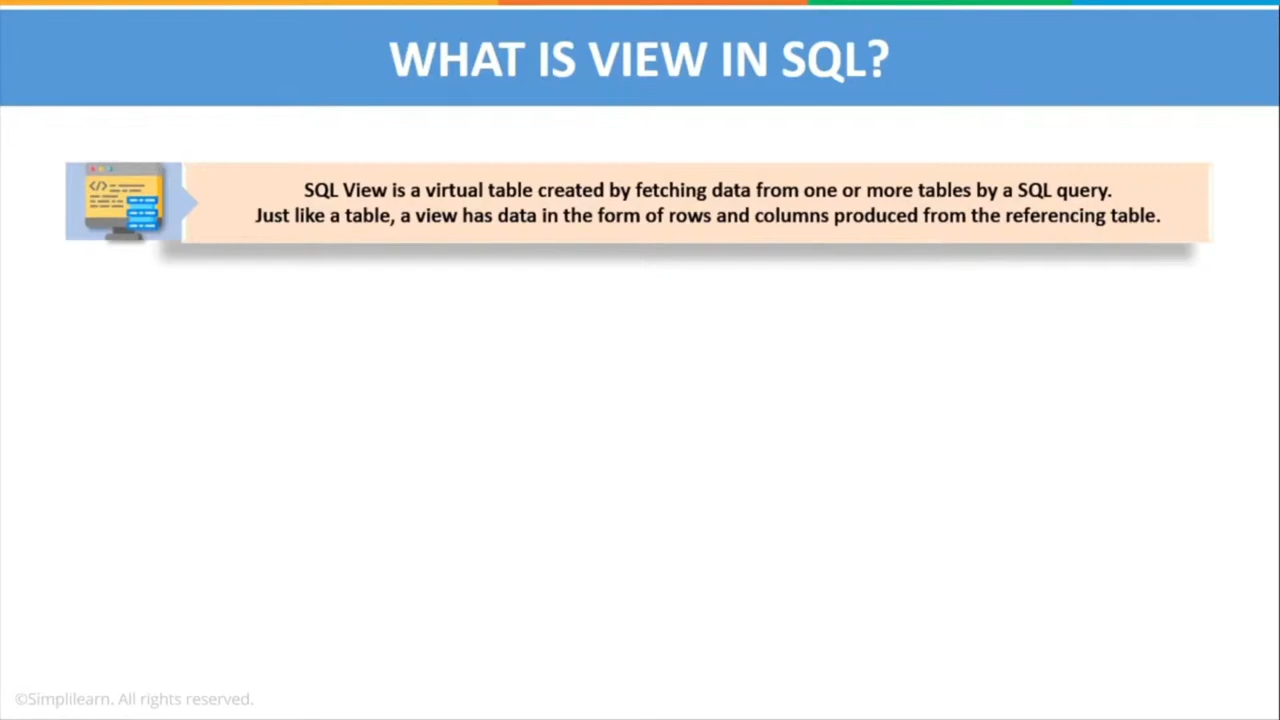 WHAT IS VIEW IN SQL?
SQL View is a virtual table created by fetching data from one or more tables by a SQL query.
Just like a table, a view has data in the form of rows and columns produced from the referencing table.
©Simplilearn. All rights reserved.